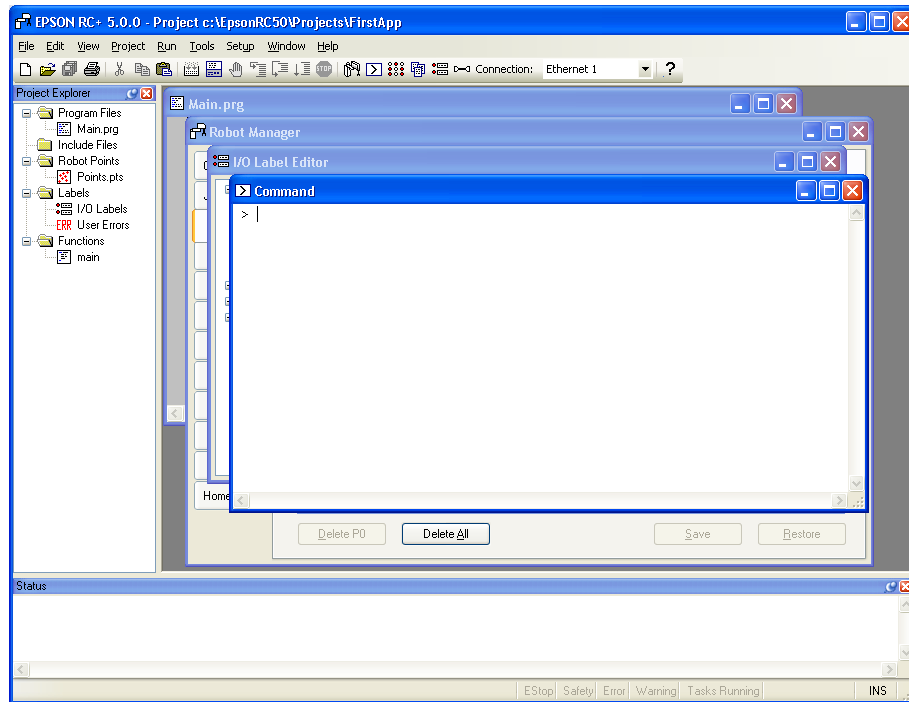 EPSON RC+ 5.0.0 - Project c:\EpsonRC50\Projects\FirstApp
File Edit View Project Run Tools Setup Window Help
STOP Connection: Ethernet 1 ?
Project Explorer
Program Files
Main.prg
Include Files
Robot Points
Points.pts
Labels
I/O Labels
ERR User Errors
Functions
main
Main.prg
Robot Manager
I/O Label Editor
Command
>
Home
Delete P0 Delete All Save Restore
Status
EStop Safety Error Warning Tasks Running INS